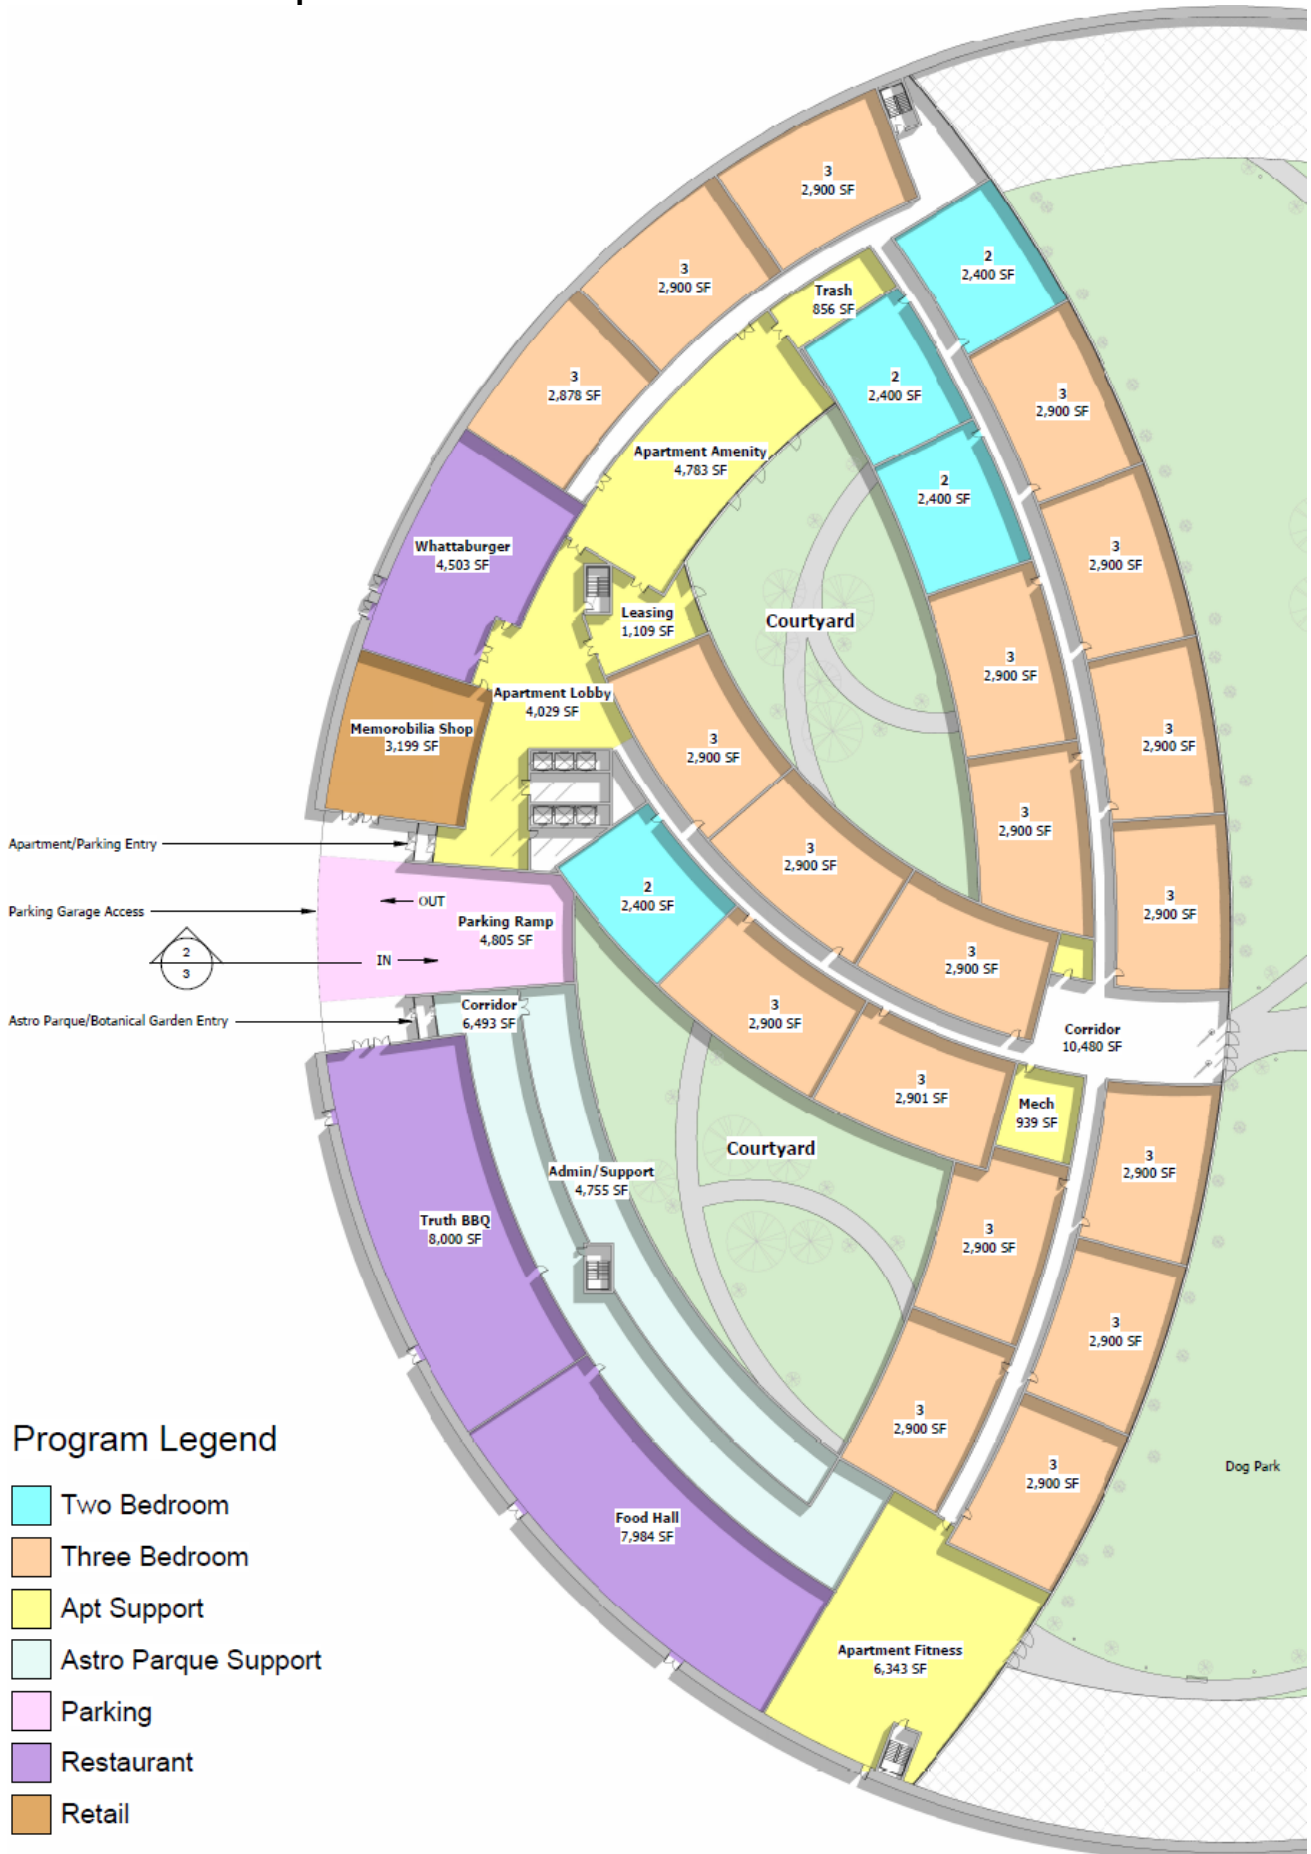 3
2,900 SF
3
2,900 SF
2
2,400 SF
Trash
856 SF
3
2,878 SF
2
2,400 SF
3
2,900 SF
Apartment Amenity
4,783 SF
2
2,400 SF
Whattaburger
4,503 SF
3
2,900 SF
Leasing
1,109 SF
Courtyard
3
2,900 SF
Apartment Lobby
4,029 SF
Memorobilia Shop
3,199 SF
3
2,900 SF
3
2,900 SF
3
2,900 SF
Apartment/Parking Entry
3
2,900 SF
2
2,400 SF
3
2,900 SF
Parking Garage Access
OUT
Parking Ramp
4,805 SF
IN
2
3
3
2,900 SF
Astro Parque/Botanical Garden Entry
Corridor
6,493 SF
3
2,900 SF
Corridor
10,480 SF
3
2,901 SF
Mech
939 SF
Courtyard
3
2,900 SF
Admin/Support
4,755 SF
Truth BBQ
8,000 SF
3
2,900 SF
3
2,900 SF
3
2,900 SF
Dog Park
3
2,900 SF
Food Hall
7,984 SF
Apartment Fitness
6,343 SF
Program Legend
Two Bedroom
Three Bedroom
Apt Support
Astro Parque Support
Parking
Restaurant
Retail